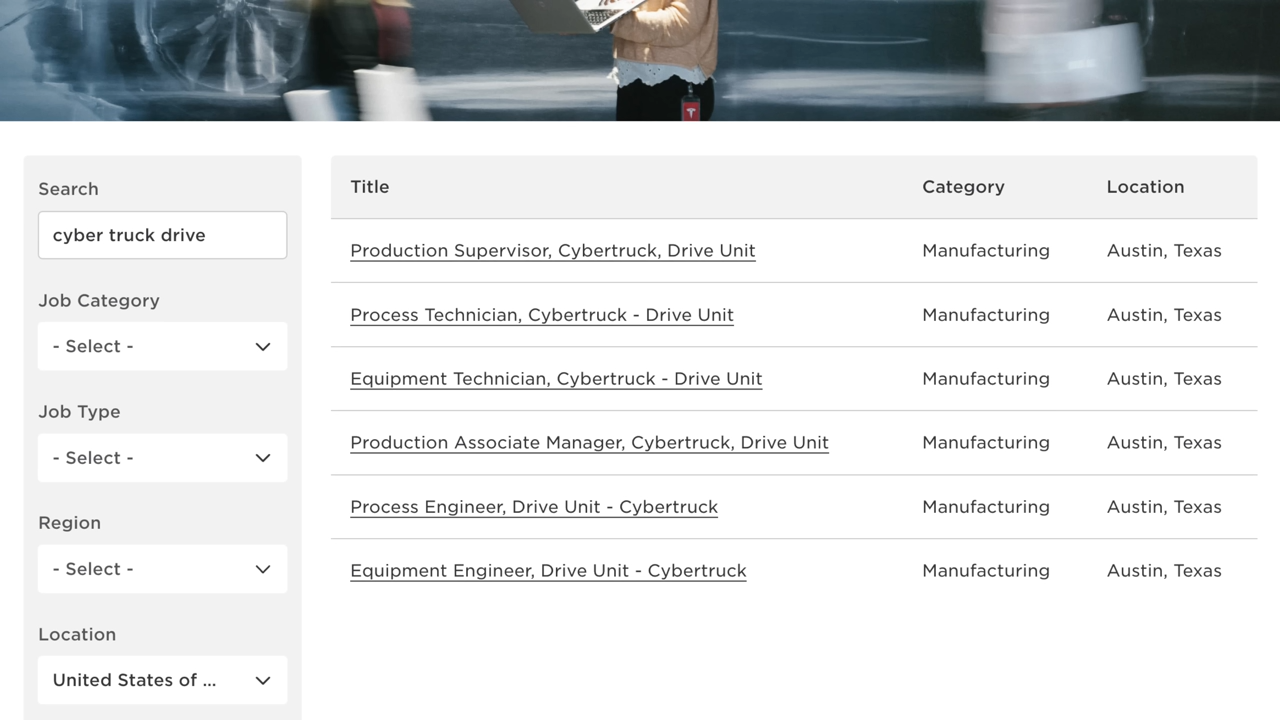 Search
cyber truck drive
Job Category
- Select -
Job Type
- Select -
Region
- Select -
Location
United States of ...
Title Category Location
Production Supervisor, Cybertruck, Drive Unit Manufacturing Austin, Texas
Process Technician, Cybertruck - Drive Unit Manufacturing Austin, Texas
Equipment Technician, Cybertruck - Drive Unit Manufacturing Austin, Texas
Production Associate Manager, Cybertruck, Drive Unit Manufacturing Austin, Texas
Process Engineer, Drive Unit - Cybertruck Manufacturing Austin, Texas
Equipment Engineer, Drive Unit - Cybertruck Manufacturing Austin, Texas